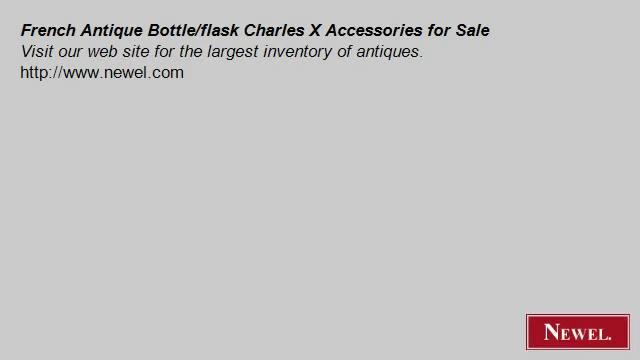 French Antique Bottle/flask Charles X Accessories for Sale
Visit our web site for the largest inventory of antiques.
http://www.newel.com
NEWEL.